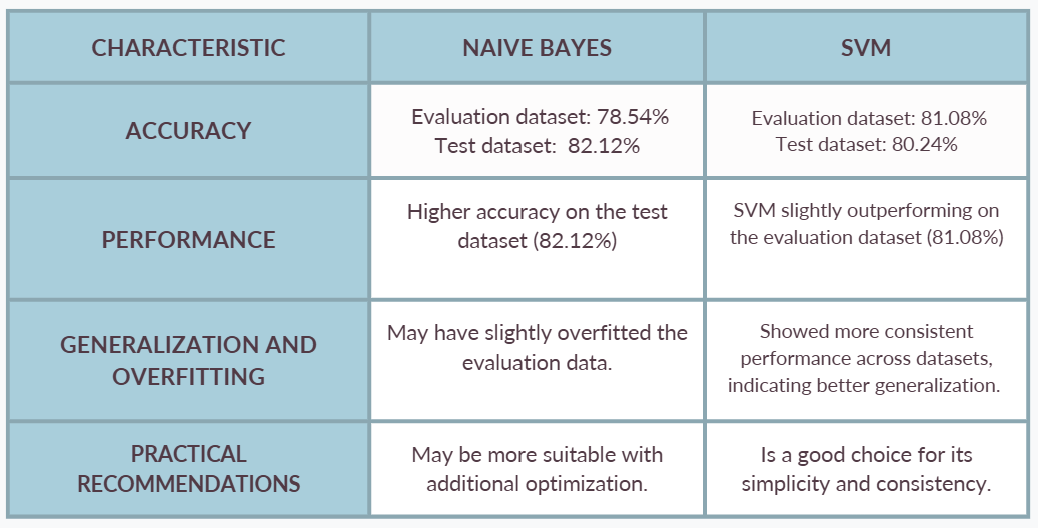 CHARACTERISTIC
NAIVE BAYES
SVM
ACCURACY
Evaluation dataset: 78.54%
Test dataset: 82.12%
Evaluation dataset: 81.08%
Test dataset: 80.24%
PERFORMANCE
Higher accuracy on the test
dataset (82.12%)
SVM slightly outperforming on
the evaluation dataset (81.08%)
GENERALIZATION AND
OVERFITTING
May have slightly overfitted the
evaluation data.
Showed more consistent
performance across datasets,
indicating better generalization.
PRACTICAL
RECOMMENDATIONS
May be more suitable with
additional optimization.
Is a good choice for its
simplicity and consistency.